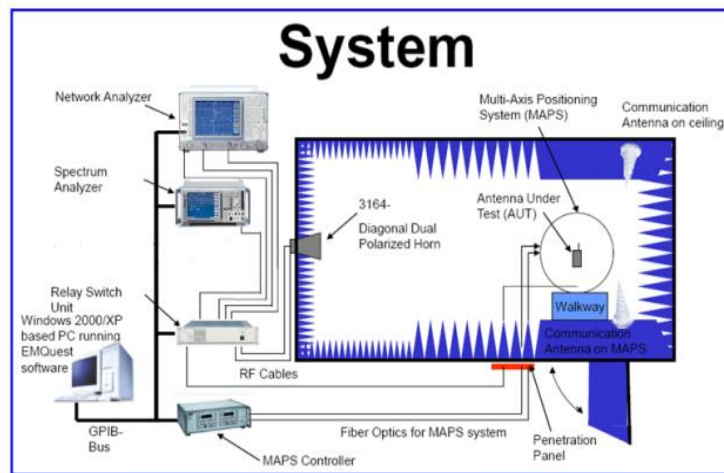 System
Network Analyzer
Multi-Axis Positioning
System (MAPS)
Communication
Antenna on ceiling
Spectrum
Analyzer
3164-
Diagonal Dual
Polarized Horn
Antenna Under
Test (AUT)
Relay Switch
Unit
Windows 2000/XP
based PC running
EMQuest
software
Walkway
Communication
Antenna on MAPS
RF Cables
GPIB-
Bus
MAPS Controller
Fiber Optics for MAPS system
Penetration
Panel